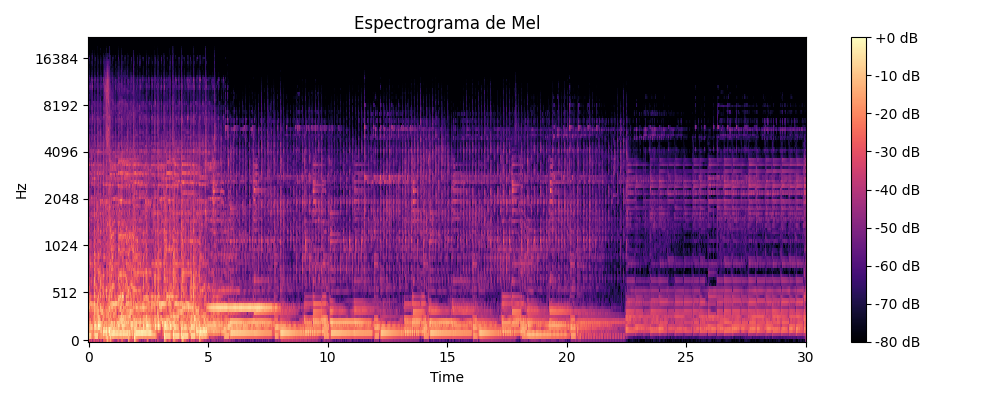 Espectrograma de Mel
Hz
16384
8192
4096
2048
1024
512
0
0 5 10 15 20 25 30
Time
+0 dB
-10 dB
-20 dB
-30 dB
-40 dB
-50 dB
-60 dB
-70 dB
-80 dB